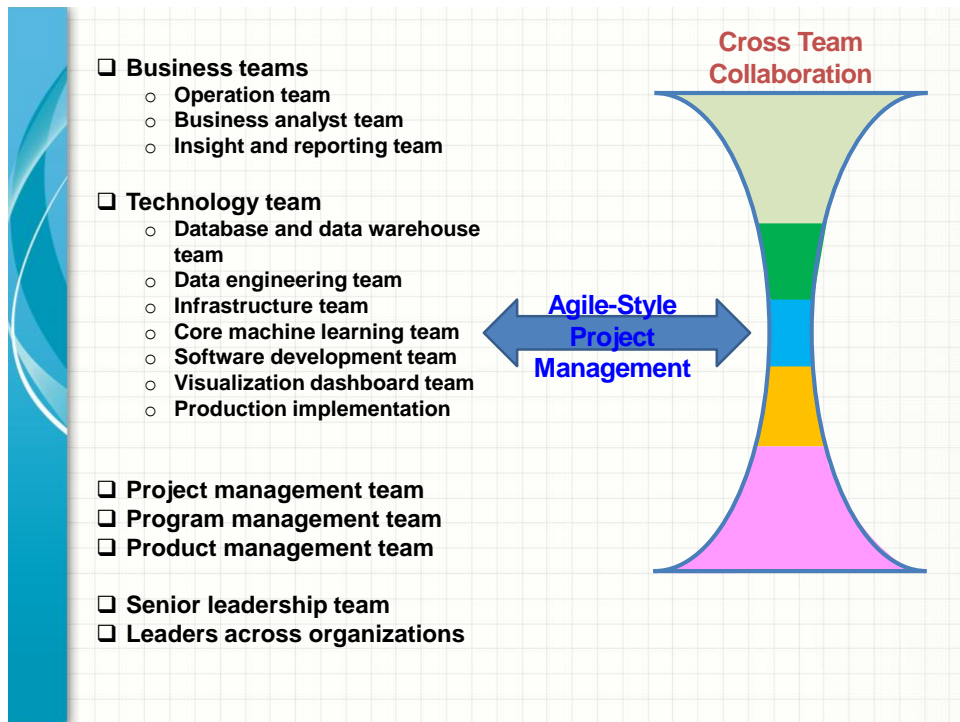 Cross Team
Collaboration
❑ Business teams
o Operation team
o Business analyst team
o Insight and reporting team
❑ Technology team
o Database and data warehouse
team
o Data engineering team
o Infrastructure team
o Core machine learning team
o Software development team
o Visualization dashboard team
o Production implementation
Agile-Style
Project
Management
❑ Project management team
❑ Program management team
❑ Product management team
❑ Senior leadership team
❑ Leaders across organizations